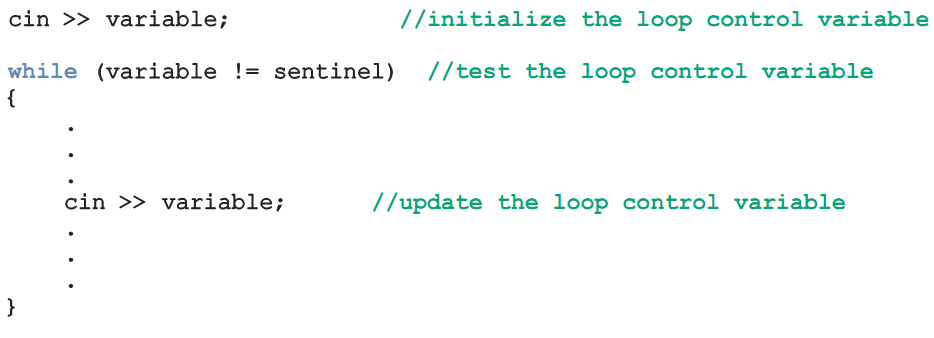 cin >> variable; //initialize the loop control variable
while (variable != sentinel) //test the loop control variable
{
.
.
.
cin >> variable; //update the loop control variable
.
.
.
}